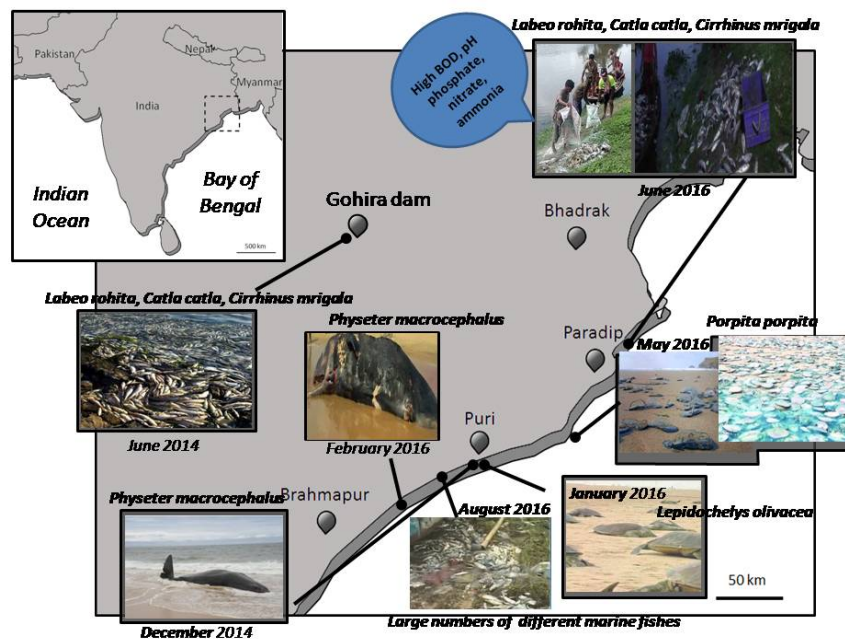 Pakistan
Nepal
Myanmar
India
Indian
Ocean
Bay of
Bengal
500 km
High BOD, pH
phosphate,
nitrate,
ammonia
Labeo rohita, Catla catla, Cirrhinus mrigala
June 2016
Gohira dam
Bhadrak
Labeo rohita, Catla catla, Cirrhinus mrigala
June 2014
Physeter macrocephalus
February 2016
Paradip
Porpita porpita
May 2016
Puri
Brahmapur
Physeter macrocephalus
December 2014
August 2016
Large numbers of different marine fishes
January 2016
Lepidochelys olivacea
50 km